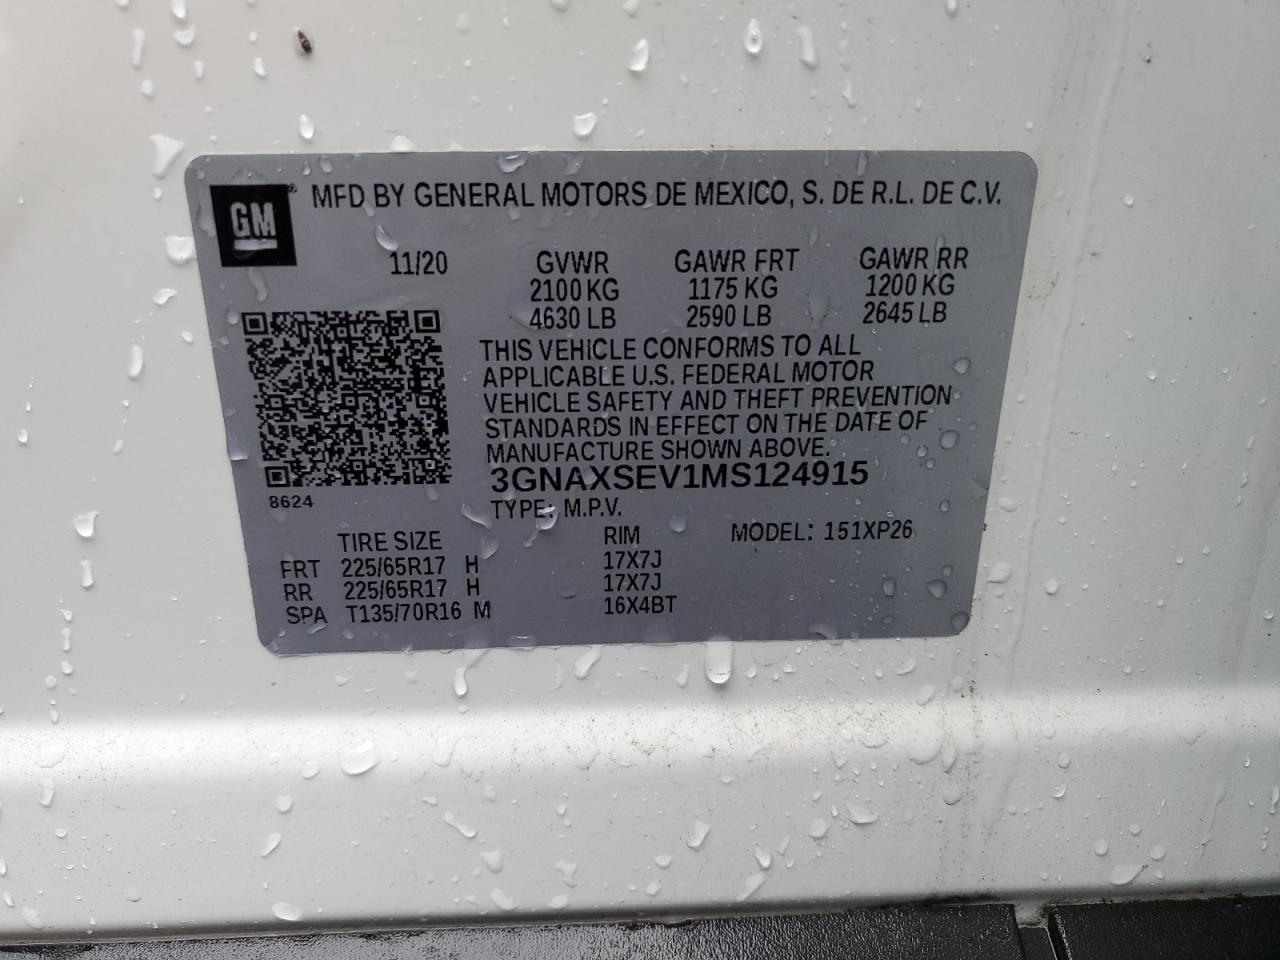 GM ® MFD BY GENERAL MOTORS DE MEXICO, S. DE R.L. DE C.V.
11/20 GVWR GAWR FRT GAWR RR
2100 KG 1175 KG 1200 KG
4630 LB 2590 LB 2645 LB
THIS VEHICLE CONFORMS TO ALL
APPLICABLE U.S. FEDERAL MOTOR
VEHICLE SAFETY AND THEFT PREVENTION
STANDARDS IN EFFECT ON THE DATE OF
MANUFACTURE SHOWN ABOVE.
3GNAXSEV1MS124915
8624 TYPE: M.P.V.
TIRE SIZE RIM MODEL: 151XP26
FRT 225/65R17 H 17X7J
RR 225/65R17 H 17X7J
SPA T135/70R16 M 16X4BT